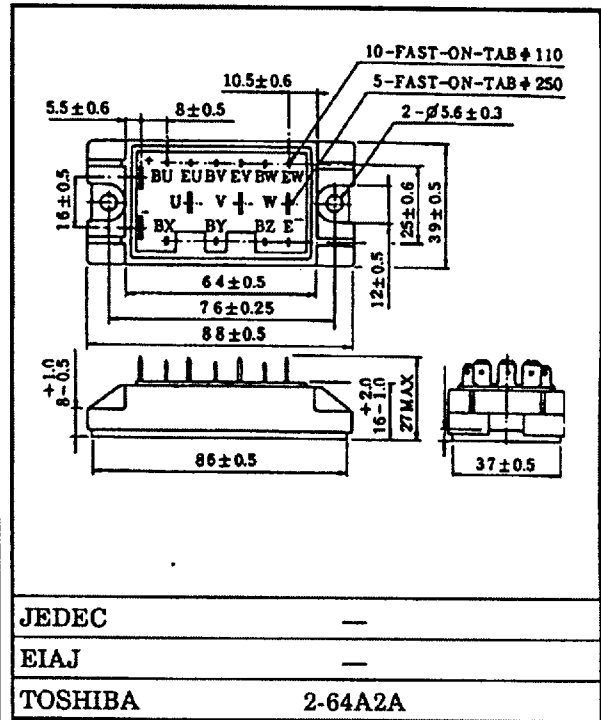 10-FAST-ON-TAB⌖110
10.5±0.6
5-FAST-ON-TAB⌖250
5.5±0.6
8±0.5
2-Ø5.6±0.3
+
BU EU BV EV BW EW
U V W
-
BX BY BZ E⁻
16±0.5
25±0.6
39±0.5
12±0.5
64±0.5
76±0.25
88±0.5
+1.0
8-0.5
+2.0
16-1.0
27MAX
86±0.5
37±0.5
JEDEC —
EIAJ —
TOSHIBA 2-64A2A